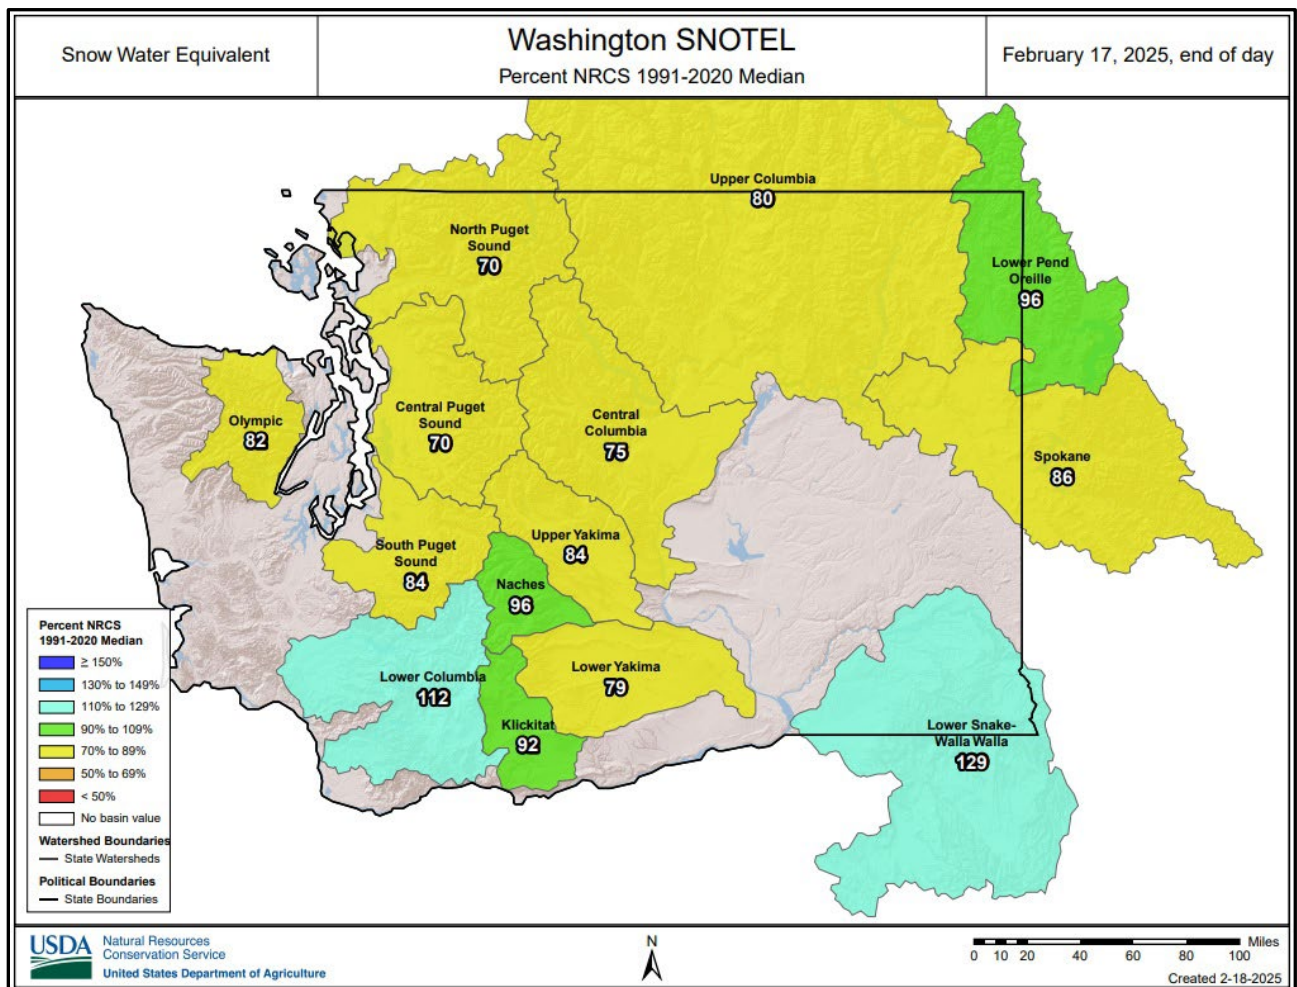 Snow Water Equivalent
Washington SNOTEL
Percent NRCS 1991-2020 Median
February 17, 2025, end of day
Upper Columbia
80
North Puget
Sound
70
Lower Pend
Oreille
96
Olympic
82
Central Puget
Sound
70
Central
Columbia
75
Spokane
86
South Puget
Sound
84
Upper Yakima
84
Naches
96
Lower Columbia
112
Lower Yakima
79
Klickitat
92
Lower Snake-
Walla Walla
129
Percent NRCS
1991-2020 Median
≥ 150%
130% to 149%
110% to 129%
90% to 109%
70% to 89%
50% to 69%
< 50%
No basin value
Watershed Boundaries
State Watersheds
Political Boundaries
State Boundaries
USDA
Natural Resources
Conservation Service
United States Department of Agriculture
N
0 10 20 40 60 80 100 Miles
Created 2-18-2025